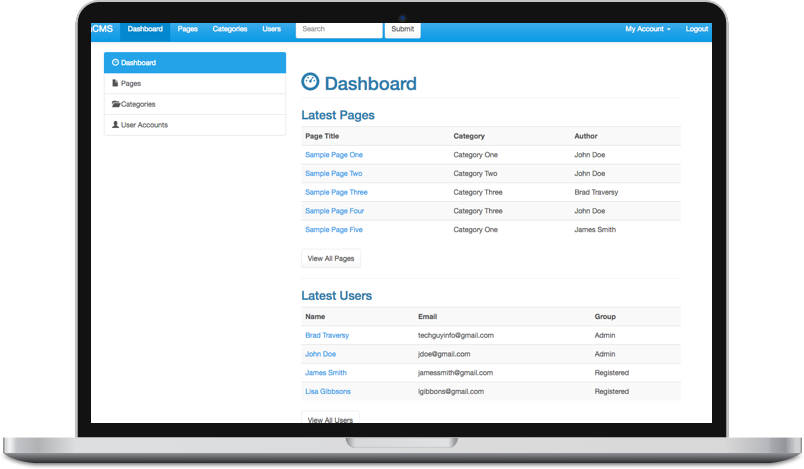 CMS Dashboard Pages Categories Users Search Submit My Account Logout
Dashboard
Pages
Categories
User Accounts
Dashboard
Latest Pages
Page Title Category Author
Sample Page One Category One John Doe
Sample Page Two Category Two John Doe
Sample Page Three Category Three Brad Traversy
Sample Page Four Category Three John Doe
Sample Page Five Category One James Smith
View All Pages
Latest Users
Name Email Group
Brad Traversy techguyinfo@gmail.com Admin
John Doe jdoe@gmail.com Admin
James Smith jamessmith@gmail.com Registered
Lisa Gibbsons igibbons@gmail.com Registered
View All Users